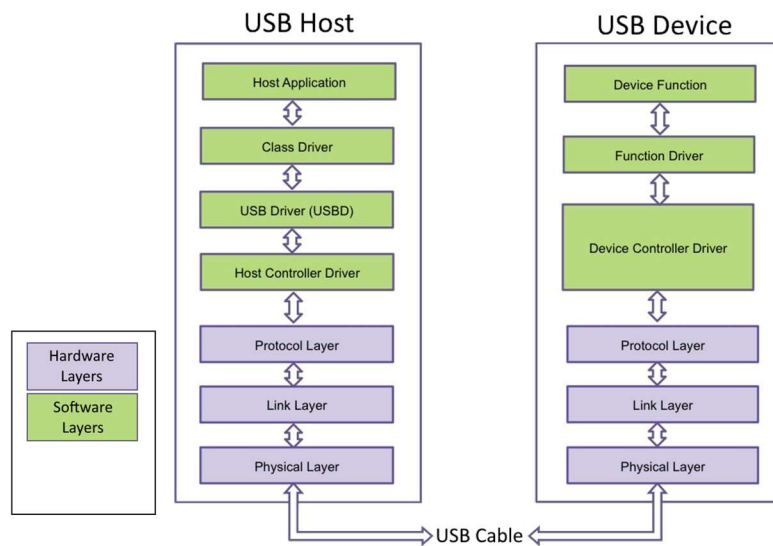 USB Host
Host Application
Class Driver
USB Driver (USBD)
Host Controller Driver
Protocol Layer
Link Layer
Physical Layer
USB Device
Device Function
Function Driver
Device Controller Driver
Protocol Layer
Link Layer
Physical Layer
Hardware
Layers
Software
Layers
USB Cable